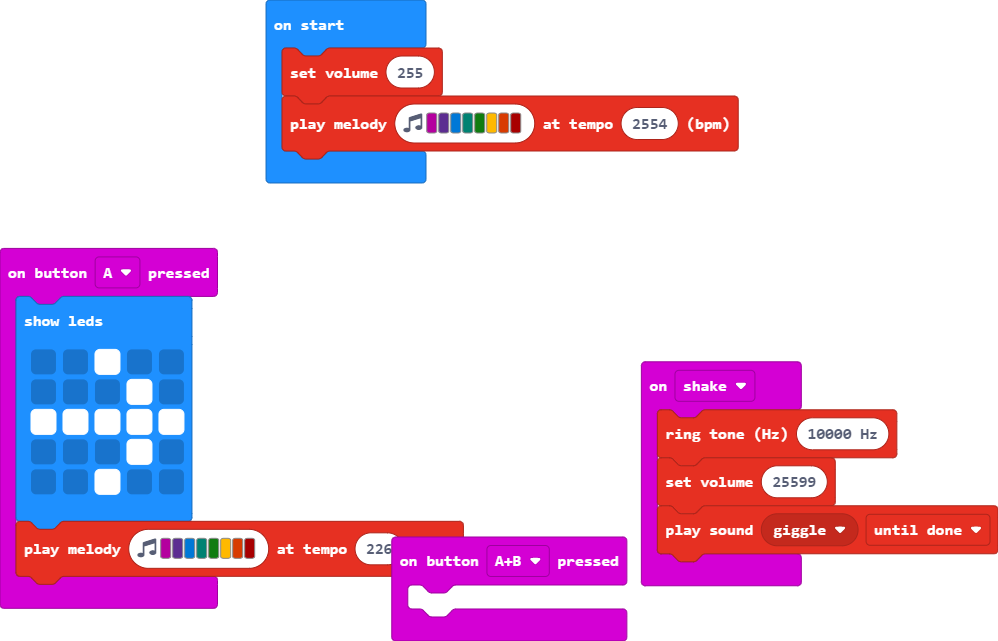 on start
set volume 255
play melody at tempo 2554 (bpm)
on button A pressed
show leds
play melody at tempo 226
on button A+B pressed
on shake
ring tone (Hz) 10000 Hz
set volume 25599
play sound giggle until done